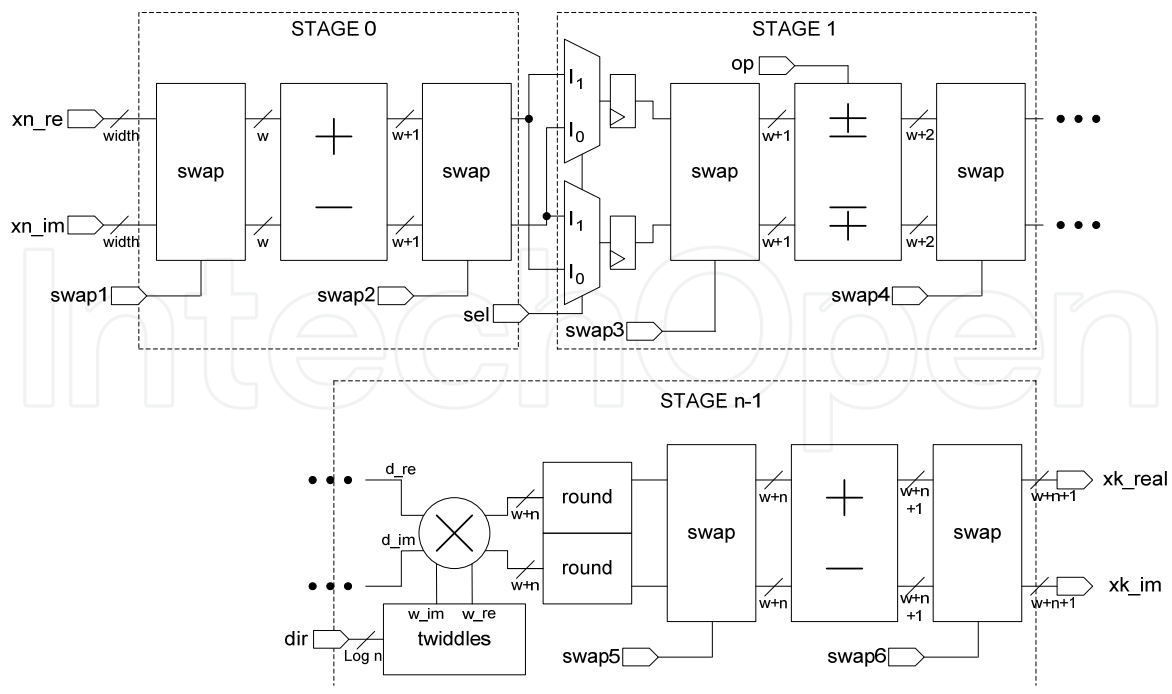 STAGE 0
STAGE 1
xn_re
width
swap
w
+
−
w+1
swap
xn_im
width
w
w+1
swap1
swap2
sel
I1
I0
I1
I0
op
swap
w+1
±
∓
w+2
swap
• • •
w+1
w+2
• • •
swap3
swap4
IntechOpen
STAGE n-1
• • •
d_re
d_im
• • •
×
w_im
w_re
twiddles
dir
Log n
w+n
round
w+n
round
swap
w+n
w+n
+
−
w+n
+1
w+n
+1
swap
w+n+1
xk_real
w+n+1
xk_im
swap5
swap6